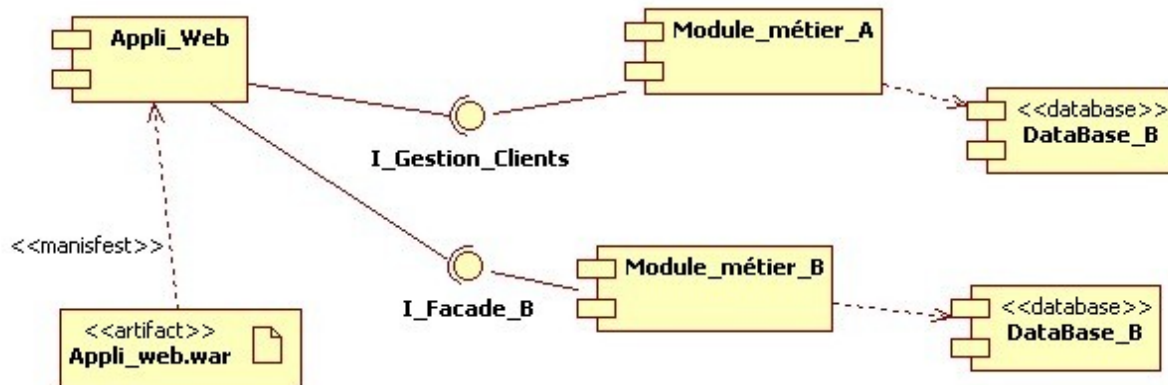 Appli_Web
Module_métier_A
<<database>>
DataBase_B
I_Gestion_Clients
<<manisfest>>
Module_métier_B
I_Facade_B
<<database>>
DataBase_B
<<artifact>>
Appli_web.war